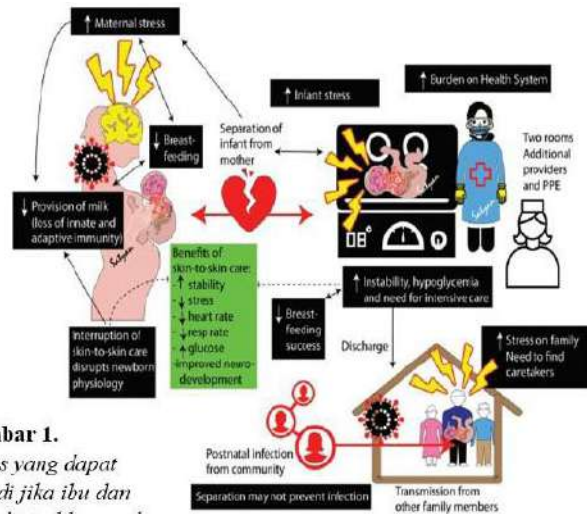 ↑ Maternal stress
↑ Infant stress
↑ Burden on Health System
Separation of
infant from
mother
↓ Breast-
feeding
Two rooms
Additional
providers
and PPE
↓ Provision of milk
(loss of innate and
adaptive immunity)
Benefits of
skin-to-skin care:
-↑ stability
-↓ stress
-↓ heart rate
-↓ resp rate
-↑ glucose
-improved neuro-
development
↑ Instability, hypoglycemia
and need for intensive care
↓ Breast-
feeding
success
Interruption of
skin-to-skin care
disrupts newborn
physiology
Discharge
↑ Stress on family
Need to find
caretakers
Postnatal infection
from community
Separation may not prevent infection
Transmission from
other family members
bar 1.
s yang dapat
di jika ibu dan